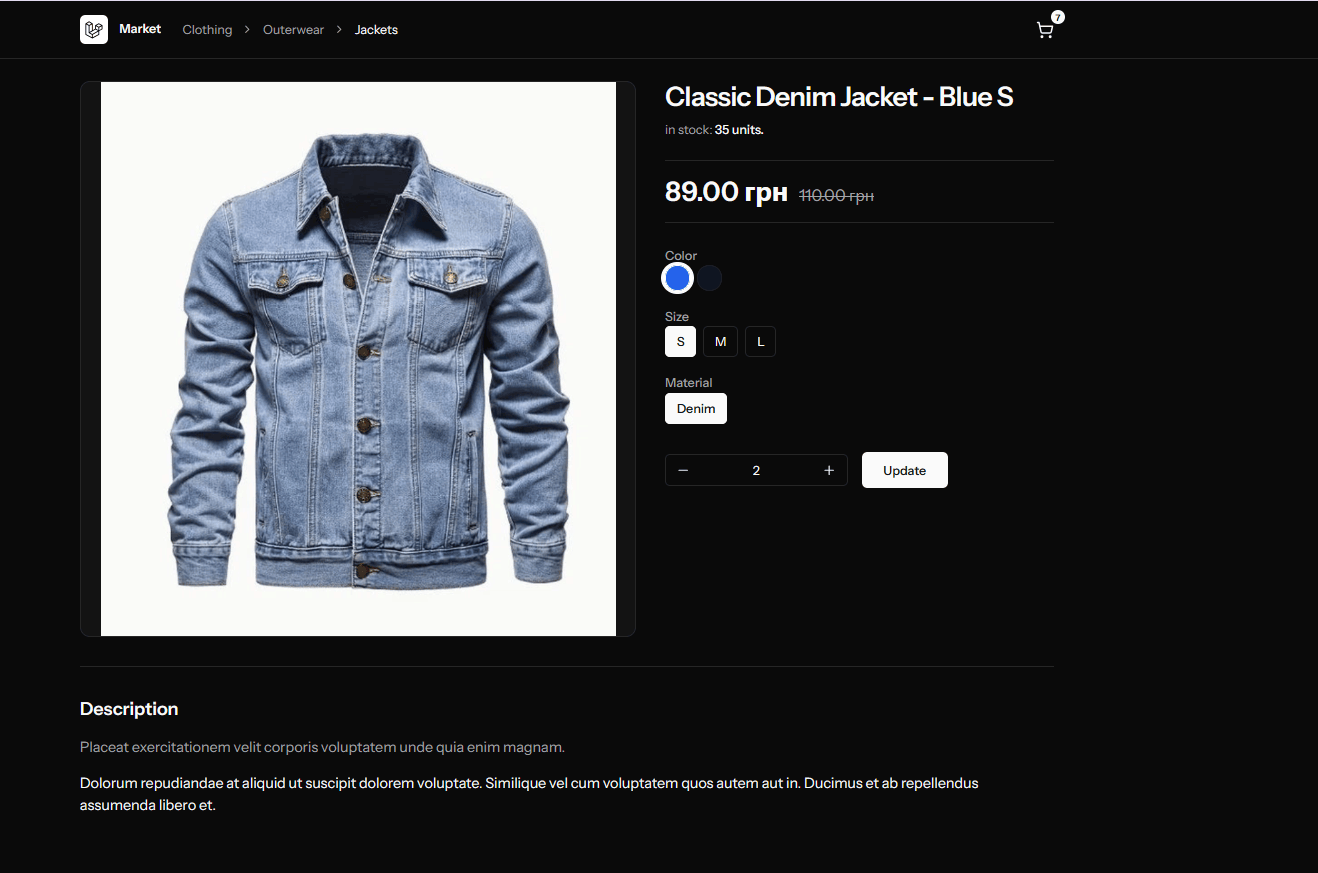 Market Clothing > Outerwear > Jackets 7
Classic Denim Jacket - Blue S
in stock: 35 units.
89.00 грн 110.00 грн
Color
Size
S M L
Material
Denim
− 2 + Update
Description
Placeat exercitationem velit corporis voluptatem unde quia enim magnam.
Dolorum repudiandae at aliquid ut suscipit dolorem voluptate. Similique vel cum voluptatem quos autem aut in. Ducimus et ab repellendus
assumenda libero et.